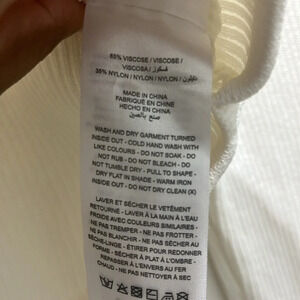 65% VISCOSE / VISCOSE /
VISCOSA / فسكوز
35% NYLON / NYLON / NYLON / نايلون
MADE IN CHINA
FABRIQUÉ EN CHINE
HECHO EN CHINA
صنع بالصين
WASH AND DRY GARMENT TURNED
INSIDE OUT - COLD HAND WASH WITH
LIKE COLOURS - DO NOT SOAK - DO
NOT RUB - DO NOT BLEACH - DO
NOT TUMBLE DRY - PULL TO SHAPE -
DRY FLAT IN SHADE - WARM IRON
INSIDE OUT - DO NOT DRY CLEAN (X)
LAVER ET SÉCHER LE VÊTEMENT
RETOURNÉ - LAVER À LA MAIN À L'EAU
FROIDE AVEC COULEURS SIMILAIRES -
NE PAS TREMPER - NE PAS FROTTER -
NE PAS BLANCHIR - NE PAS SÉCHER AU
SÈCHE-LINGE - ÉTIRER POUR REDONNER
FORME - SÉCHER À PLAT À L'OMBRE -
REPASSER À L'ENVERS AU FER
CHAUD - NE PAS NETTOYER À SEC